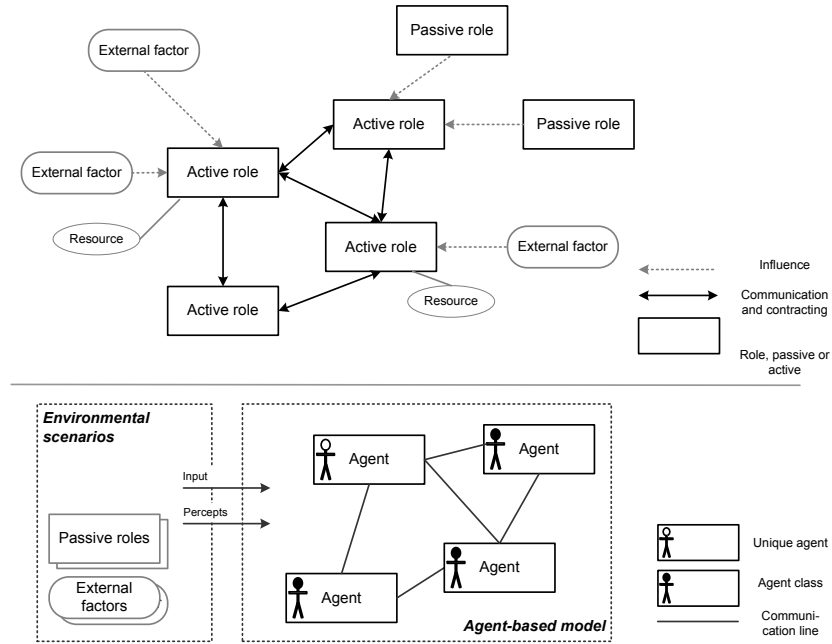 External factor
Passive role
Active role
Passive role
External factor
Active role
Resource
Active role
External factor
Influence
Active role
Resource
Communication
and contracting
Role, passive or
active
Environmental
scenarios
Input
Percepts
Passive roles
External
factors
Agent
Agent
Agent
Agent
Agent-based model
Unique agent
Agent class
Communi-
cation line